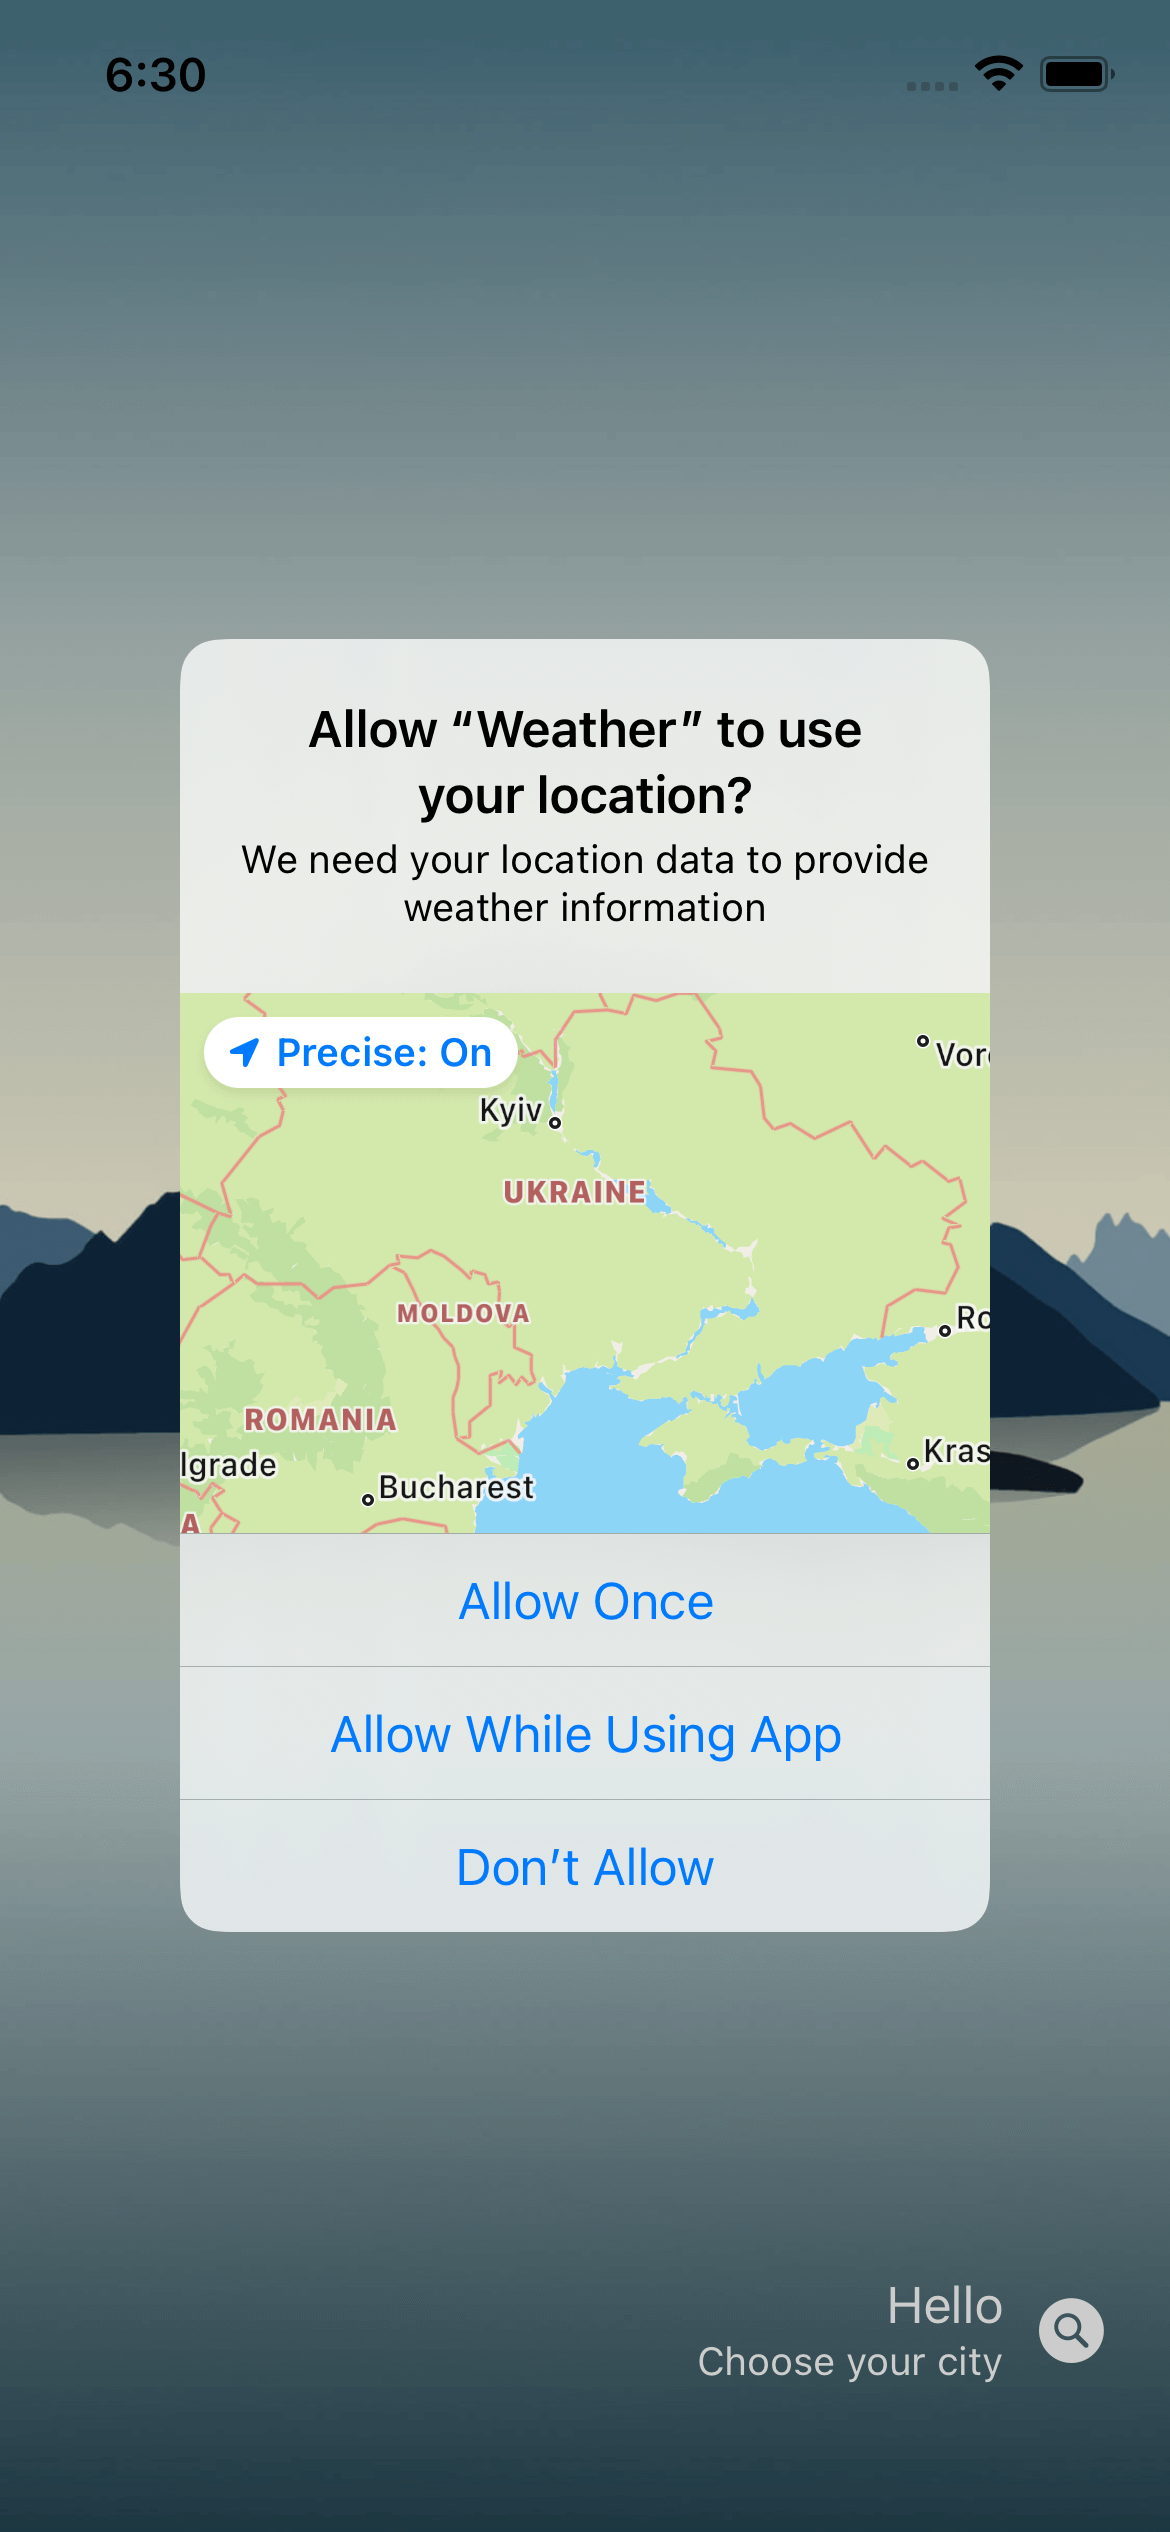 6:30
Allow “Weather” to use
your location?
We need your location data to provide
weather information
Precise: On
Kyiv
UKRAINE
MOLDOVA
ROMANIA
lgrade
Bucharest
A
Vor
Ro
Kras
Allow Once
Allow While Using App
Don’t Allow
Hello
Choose your city